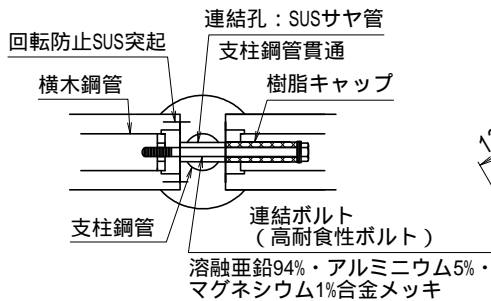 連結孔：SUSサヤ管
支柱鋼管貫通
回転防止SUS突起
横木鋼管
樹脂キャップ
支柱鋼管
連結ボルト
（高耐食性ボルト）
溶融亜鉛94%・アルミニウム5%・
マグネシウム1%合金メッキ